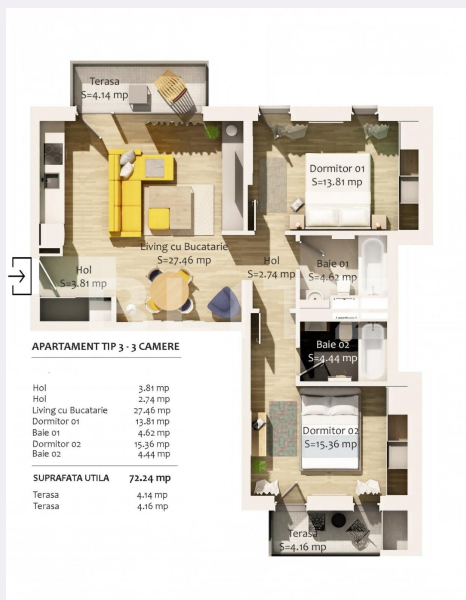 Terasa
S=4.14 mp
Dormitor 01
S=13.81 mp
Living cu Bucatarie
S=27.46 mp
Hol
S=2.74 mp
Baie 01
S=4.62 mp
Hol
S=3.81 mp
Baie 02
S=4.44 mp
Dormitor 02
S=15.36 mp
Terasa
S=4.16 mp
APARTAMENT TIP 3 - 3 CAMERE
Hol 3.81 mp
Hol 2.74 mp
Living cu Bucatarie 27.46 mp
Dormitor 01 13.81 mp
Baie 01 4.62 mp
Dormitor 02 15.36 mp
Baie 02 4.44 mp
SUPRAFATA UTILA 72.24 mp
Terasa 4.14 mp
Terasa 4.16 mp